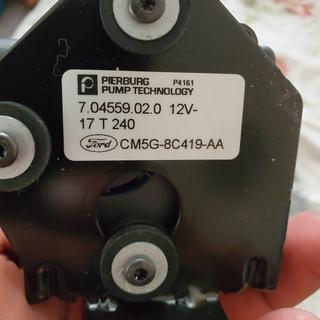 PIERBURG P4161
PUMP TECHNOLOGY
7.04559.02.0 12V-
17 T 240
Ford CM5G-8C419-AA